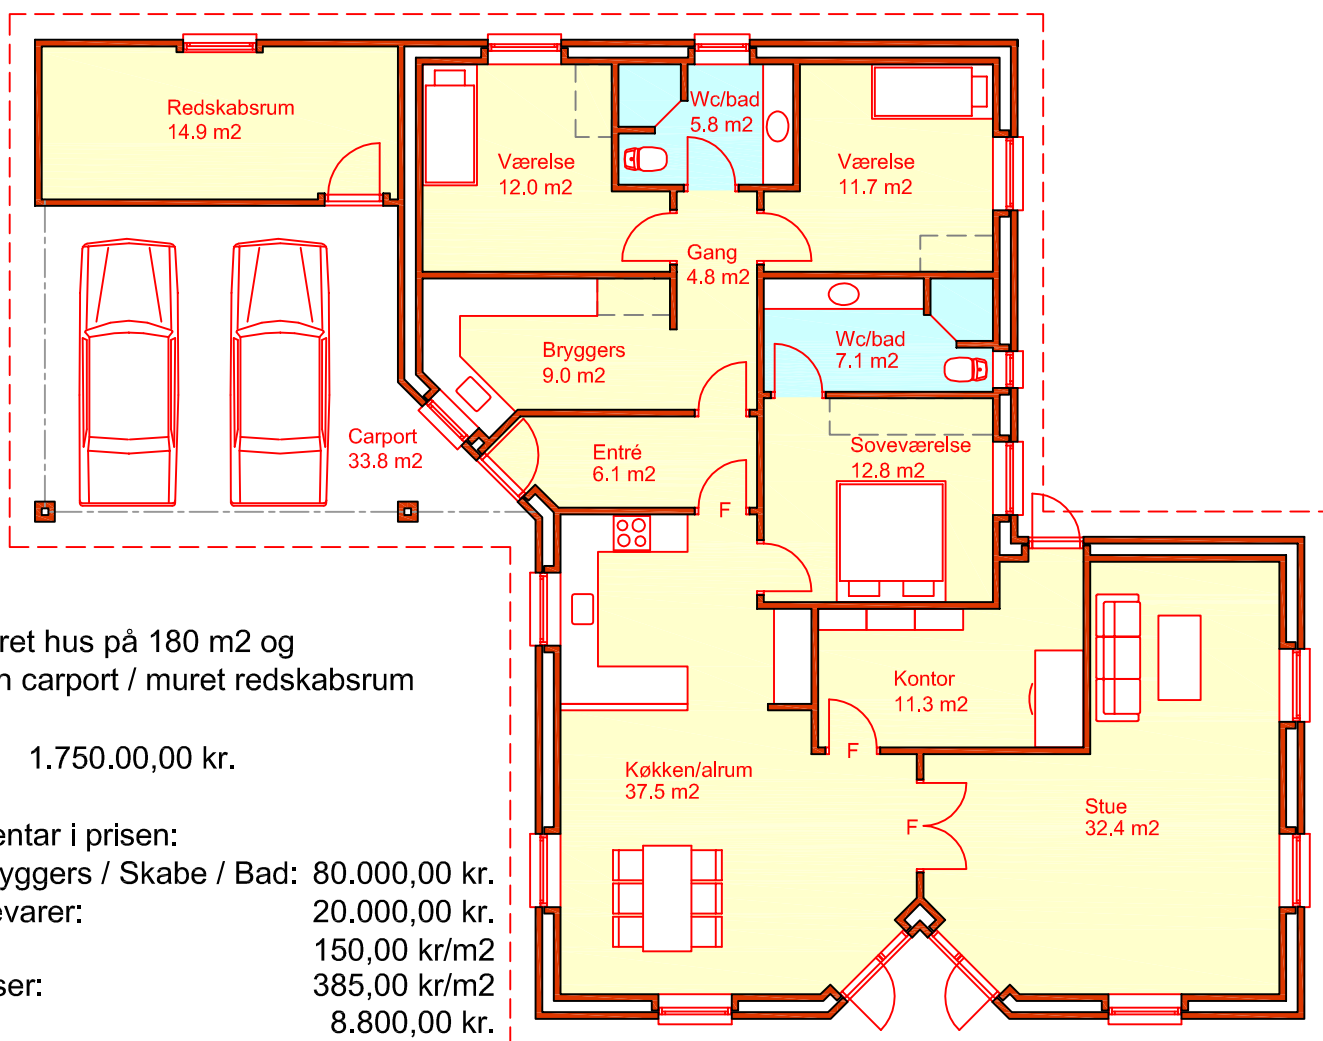 Redskabsrum
14.9 m2
Værelse
12.0 m2
Wc/bad
5.8 m2
Værelse
11.7 m2
Gang
4.8 m2
Bryggers
9.0 m2
Wc/bad
7.1 m2
Carport
33.8 m2
Entré
6.1 m2
Soveværelse
12.8 m2
F
Kontor
11.3 m2
F
Køkken/alrum
37.5 m2
Stue
32.4 m2
F
ret hus på 180 m2 og
n carport / muret redskabsrum
1.750.00,00 kr.
entar i prisen:
yggers / Skabe / Bad: 80.000,00 kr.
evarer: 20.000,00 kr.
150,00 kr/m2
ser: 385,00 kr/m2
8.800,00 kr.